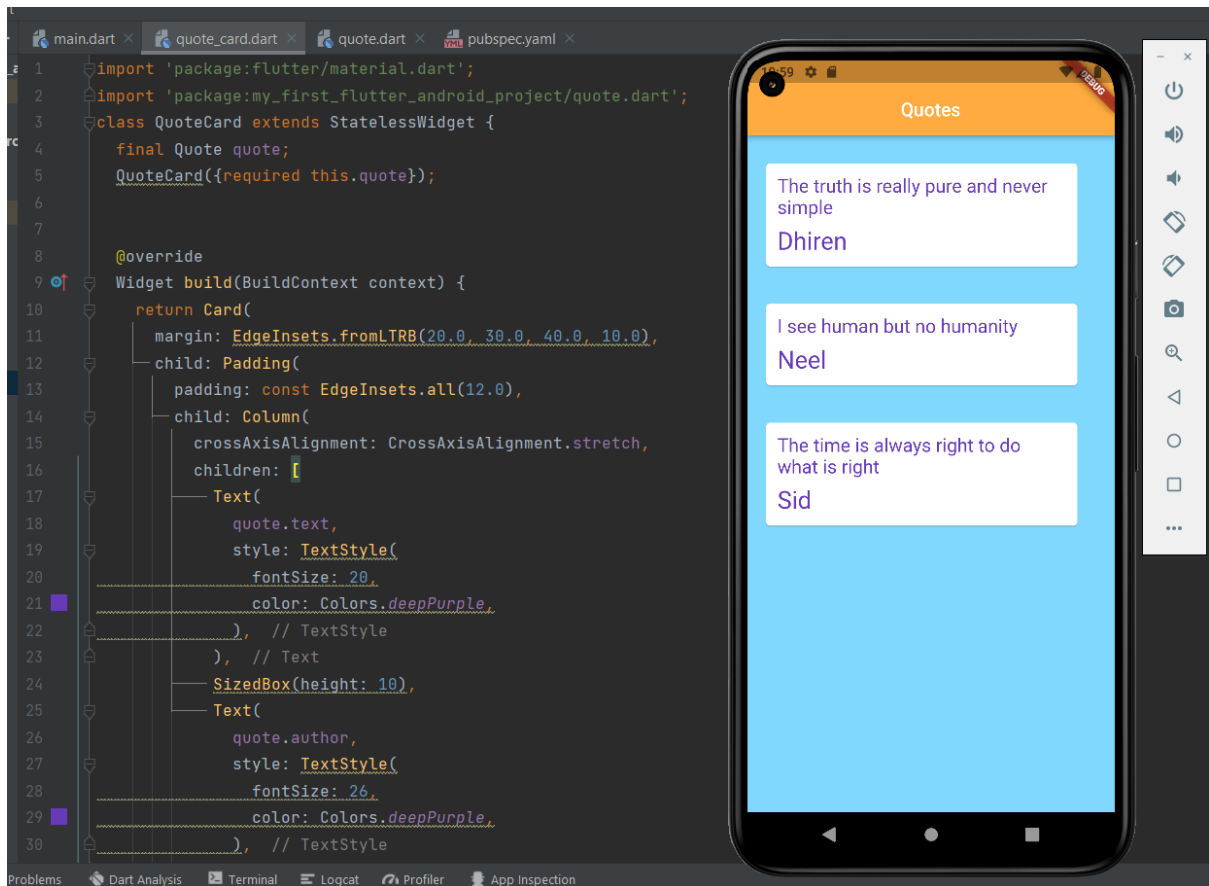 main.dart
quote_card.dart
quote.dart
pubspec.yaml
1 import 'package:flutter/material.dart';
2 import 'package:my_first_flutter_android_project/quote.dart';
3 class QuoteCard extends StatelessWidget {
4 final Quote quote;
5 QuoteCard({required this.quote});
6
7
8 @override
9 Widget build(BuildContext context) {
10 return Card(
11 margin: EdgeInsets.fromLTRB(20.0, 30.0, 40.0, 10.0),
12 child: Padding(
13 padding: const EdgeInsets.all(12.0),
14 child: Column(
15 crossAxisAlignment: CrossAxisAlignment.stretch,
16 children: [
17 Text(
18 quote.text,
19 style: TextStyle(
20 fontSize: 20,
21 color: Colors.deepPurple,
22 ), // TextStyle
23 ), // Text
24 SizedBox(height: 10),
25 Text(
26 quote.author,
27 style: TextStyle(
28 fontSize: 26,
29 color: Colors.deepPurple,
30 ), // TextStyle
Problems
Dart Analysis
Terminal
Logcat
Profiler
App Inspection
DEBUG
Quotes
The truth is really pure and never
simple
Dhiren
I see human but no humanity
Neel
The time is always right to do
what is right
Sid